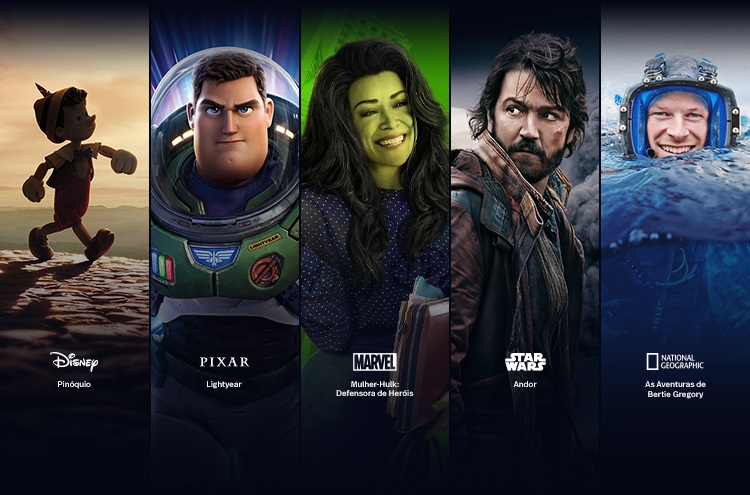 Disney
Pinóquio
LIGHTYEAR
PIXAR
Lightyear
MARVEL
Mulher-Hulk:
Defensora de Heróis
STAR
WARS
Andor
NATIONAL
GEOGRAPHIC
As Aventuras de
Bertie Gregory